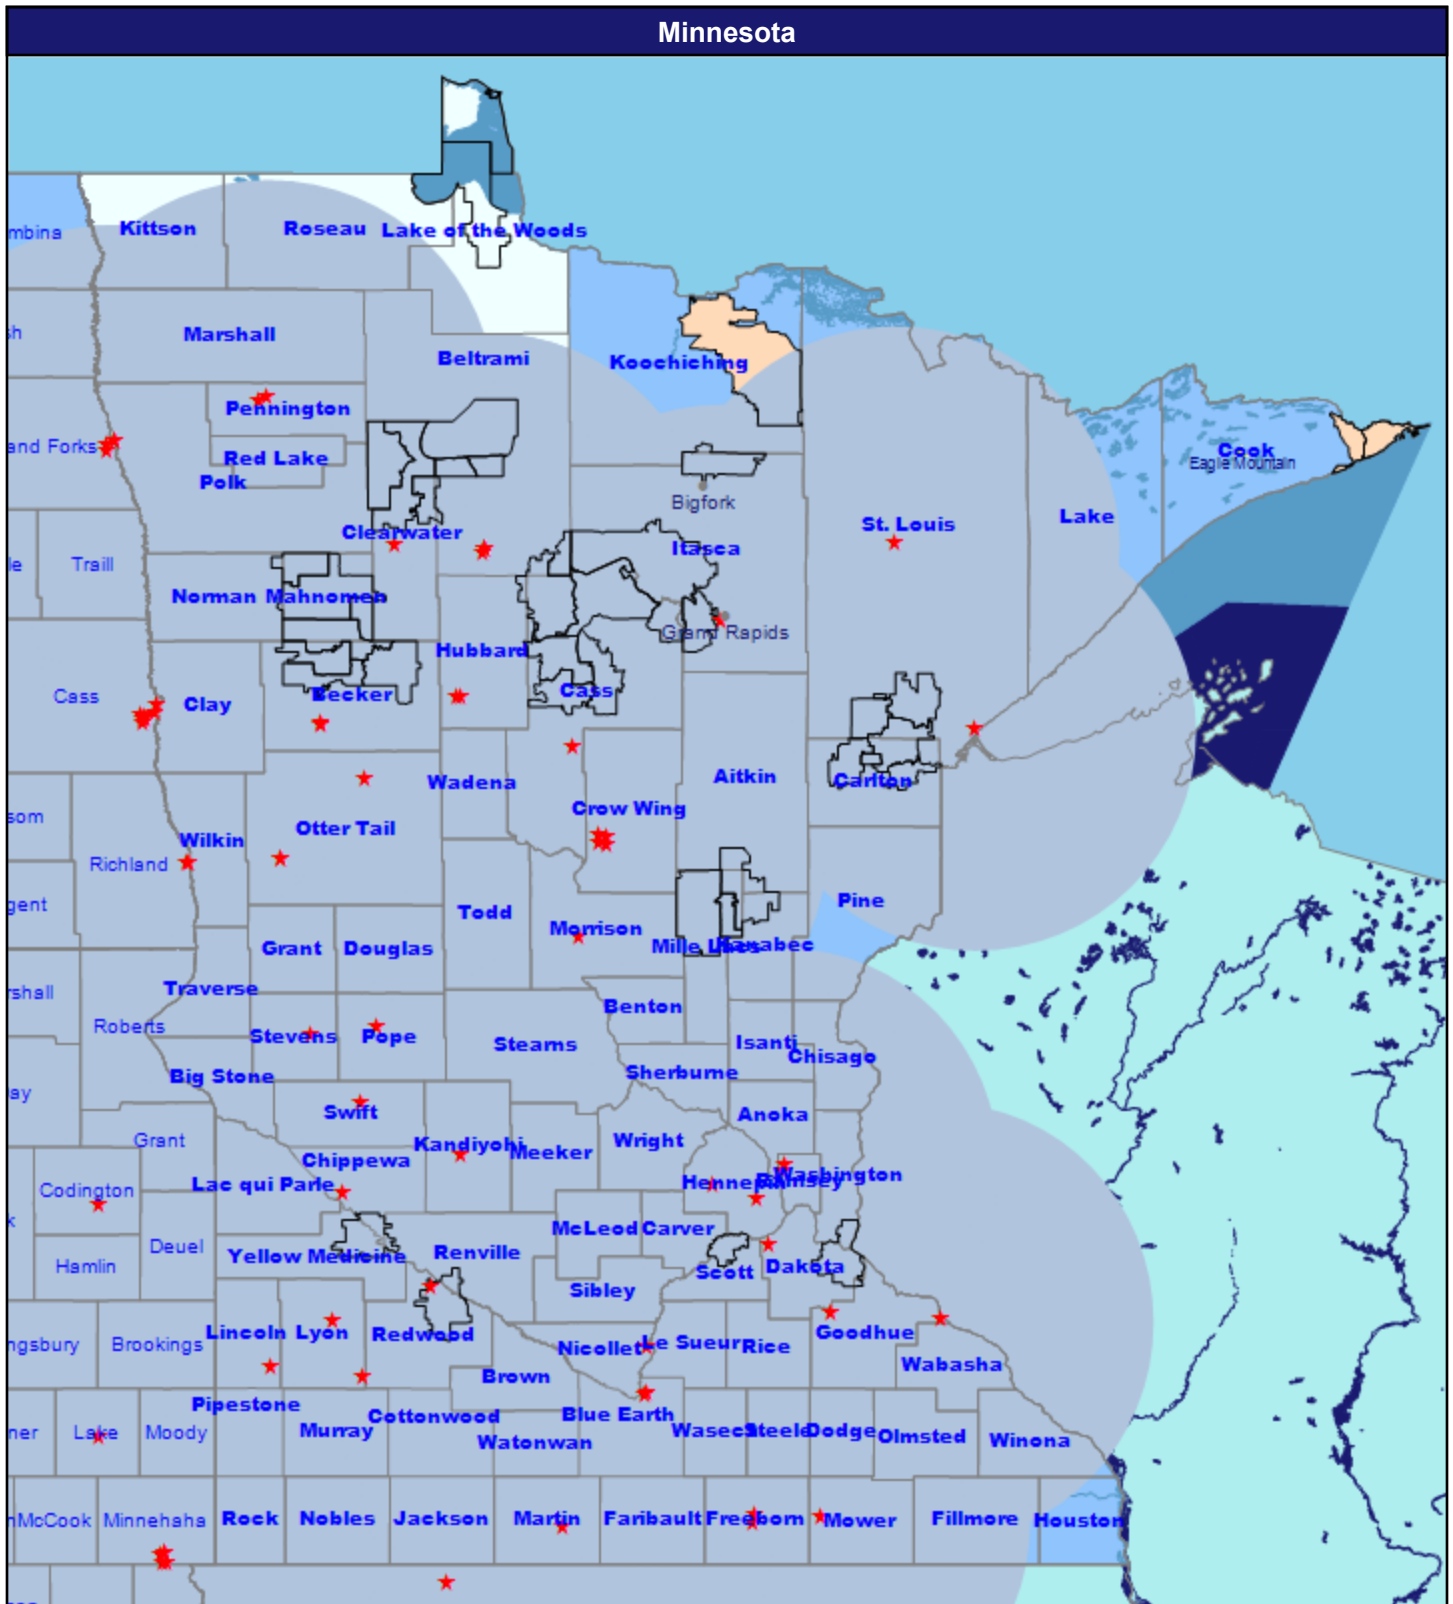 Minnesota
mbina
Kittson
Roseau
Lake of the Woods
sh
Marshall
Beltrami
Koochiching
Pennington
and Forks
Red Lake
Polk
Cook
Eagle Mountain
Bigfork
Clearwater
Itasca
St. Louis
Lake
le
Traill
Norman
Mahnomen
Grand Rapids
Hubbard
Cass
Clay
Becker
Cass
Wadena
Aitkin
Carlton
Crow Wing
som
Otter Tail
Wilkin
Richland
gent
Todd
Pine
Morrison
Mille Lacs
Kanabec
Grant
Douglas
rshall
Traverse
Roberts
Benton
Stevens
Pope
Stearns
Isanti
Chisago
Big Stone
Sherburne
ay
Swift
Anoka
Grant
Kandiyohi
Meeker
Wright
Chippewa
Lac qui Parle
Hennepin
Ramsey
Washington
Codington
k
McLeod
Carver
Deuel
Yellow Medicine
Renville
Hamlin
Scott
Dakota
Sibley
ngsbury
Brookings
Lincoln
Lyon
Redwood
Nicollet
Le Sueur
Rice
Goodhue
Wabasha
Brown
Pipestone
Cottonwood
Blue Earth
ner
Lake
Moody
Murray
Watonwan
Waseca
Steele
Dodge
Olmsted
Winona
McCook
Minnehaha
Rock
Nobles
Jackson
Martin
Faribault
Freeborn
Mower
Fillmore
Houston